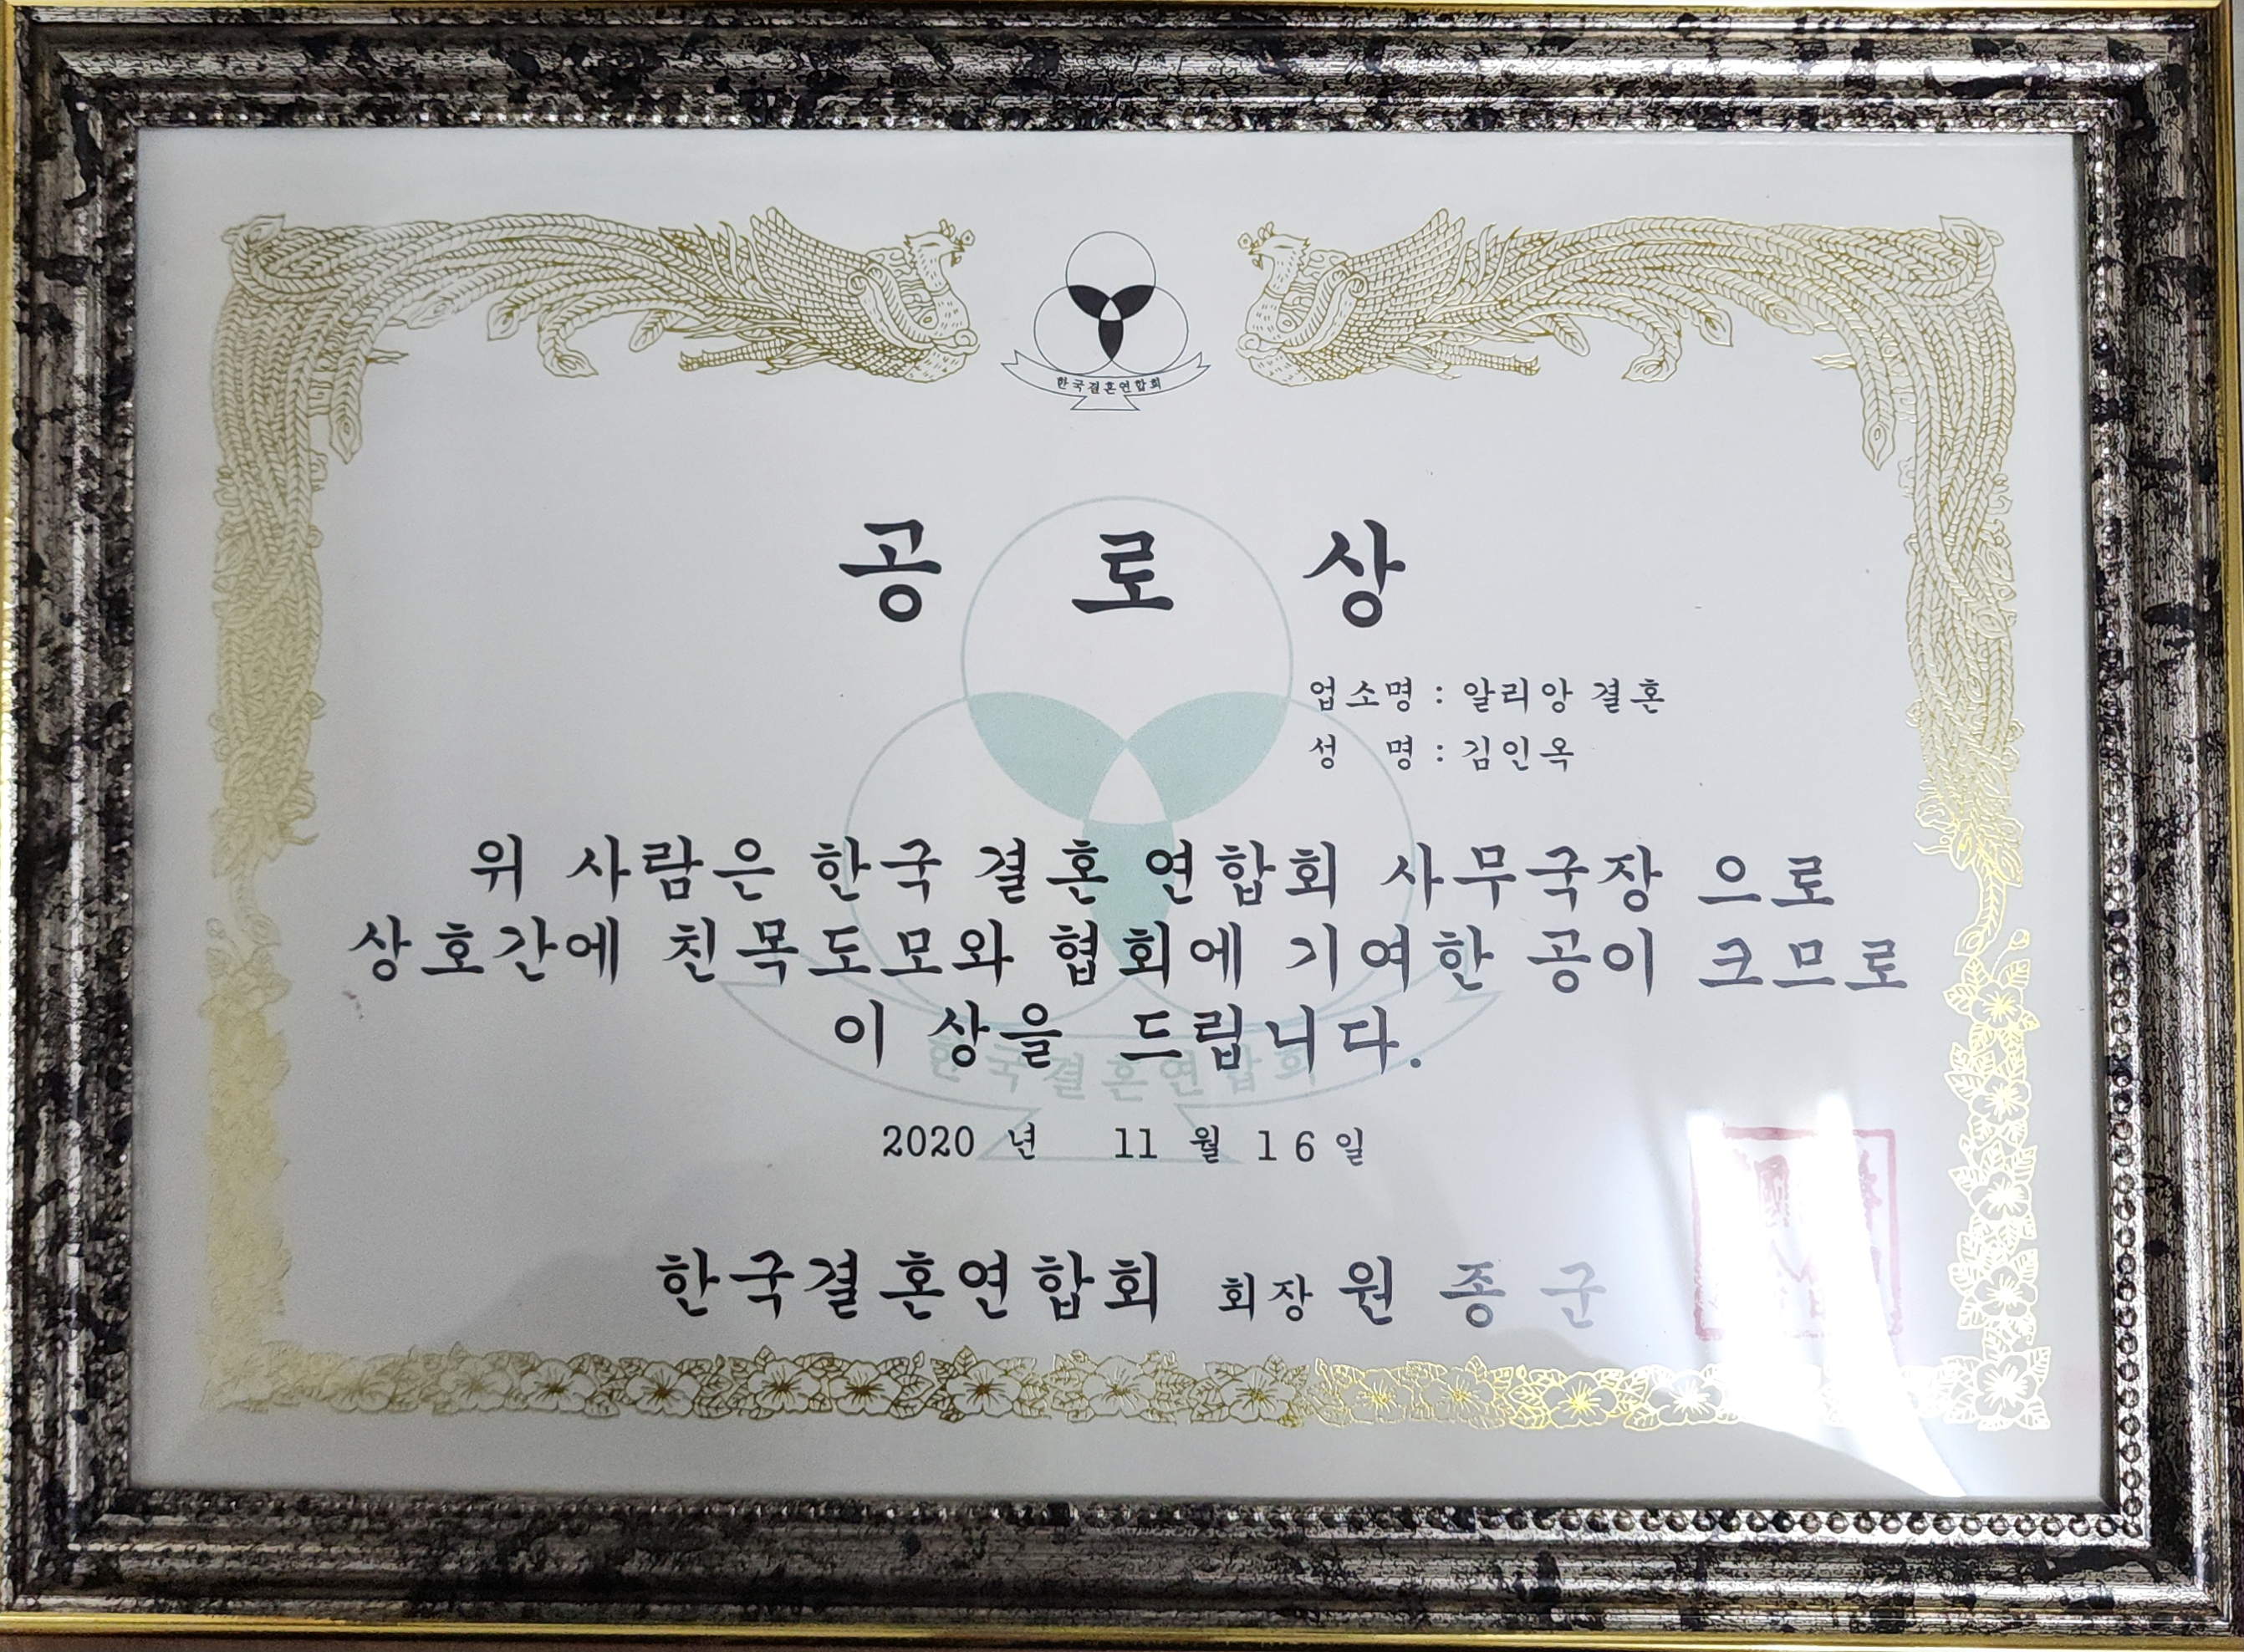 한국결혼연합회
공 로 상
업소명 : 알리앙 결혼
성 명 : 김인옥
위 사람은 한국 결혼 연합회 사무국장 으로
상호간에 친목도모와 협회에 기여한 공이 크므로
이 상을 드립니다.
한국결혼연합회
2020 년 11 월 16 일
한국결혼연합회 회장 원 종 군